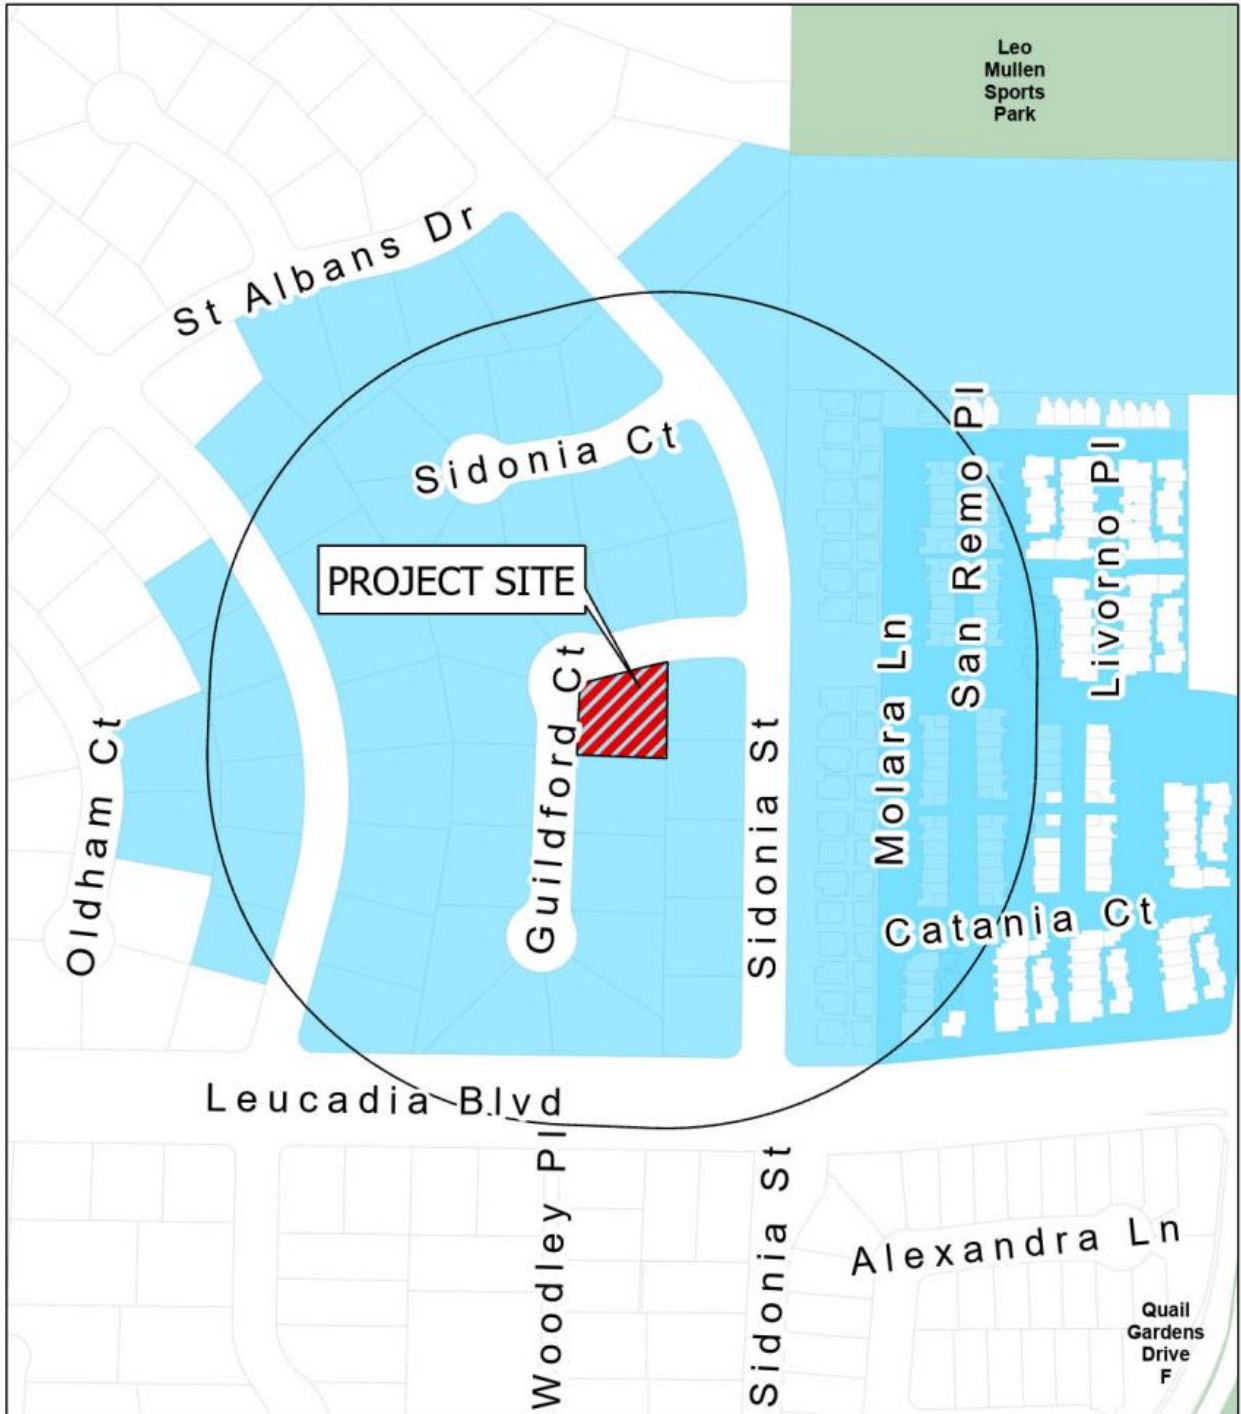 Leo
Mullen
Sports
Park
St Albans Dr
Sidonia Ct
San Remo Pl
Livorno Pl
PROJECT SITE
Molara Ln
Guildford Ct
Sidonia St
Oldham Ct
Catania Ct
Leucadia Blvd
Woodley Pl
Sidonia St
Alexandra Ln
Quail
Gardens
Drive
F